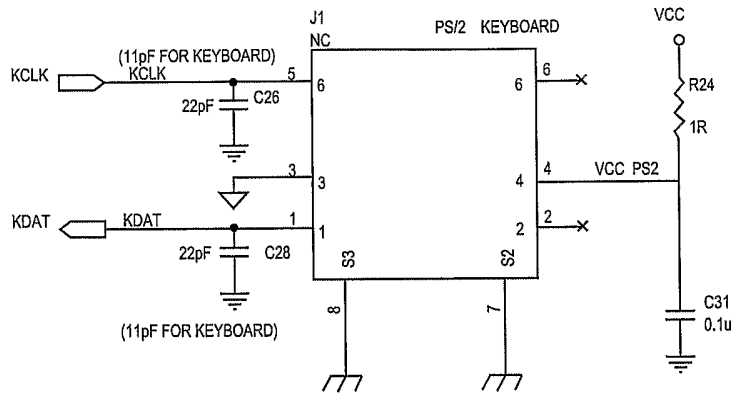 J1
NC
PS/2 KEYBOARD
VCC
(11pF FOR KEYBOARD)
KCLK
KCLK
5
6
6
6
R24
22pF
C26
1R
3
3
4
4
VCC PS2
KDAT
KDAT
1
1
2
2
22pF
C28
S3
S2
C31
0.1u
(11pF FOR KEYBOARD)
8
7